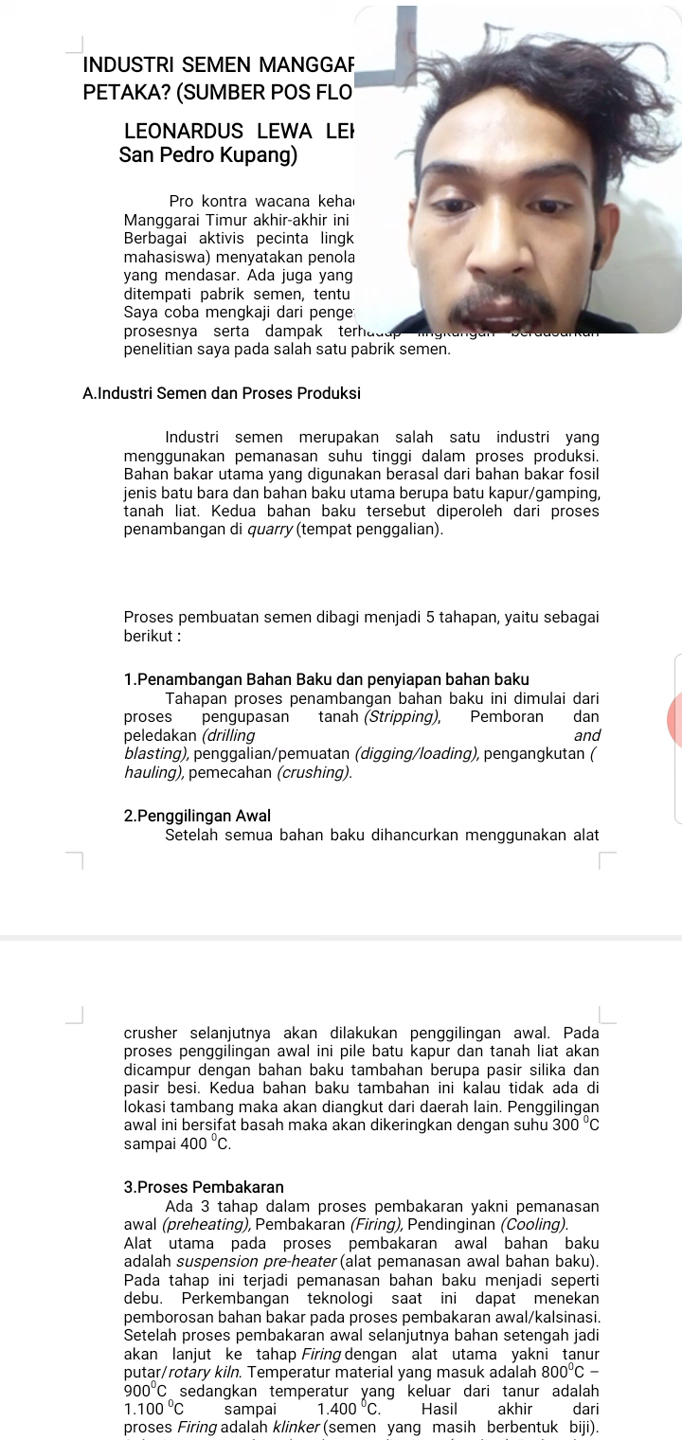 INDUSTRI SEMEN
PETAKA? (SUMBER POS
LEONARDUS LEWA
San Pedro Kupang)
Pro kontra wacana
Manggarai Timur akhir-akhir ini
Berbagai aktivis pecinta
mahasiswa) menyatakan
yang mendasar. Ada juga yang
ditempati pabrik semen, tentu
Saya coba mengkaji dari
prosesnya serta dampak
penelitian saya pada salah satu pabrik semen.
A.Industri Semen dan Proses Produksi
Industri semen merupakan salah satu industri yang
menggunakan pemanasan suhu tinggi dalam proses produksi.
Bahan bakar utama yang digunakan berasal dari bahan bakar fosil
jenis batu bara dan bahan baku utama berupa batu kapur/gamping,
tanah liat. Kedua bahan baku tersebut diperoleh dari proses
penambangan di quarry (tempat penggalian).
Proses pembuatan semen dibagi menjadi 5 tahapan, yaitu sebagai
berikut :
1.Penambangan Bahan Baku dan penyiapan bahan baku
Tahapan proses penambangan bahan baku ini dimulai dari
proses pengupasan tanah (Stripping), Pemboran dan
peledakan (drilling and
blasting), penggalian/pemuatan (digging/loading), pengangkutan (
hauling), pemecahan (crushing).
2.Penggilingan Awal
Setelah semua bahan baku dihancurkan menggunakan alat
crusher selanjutnya akan dilakukan penggilingan awal. Pada
proses penggilingan awal ini pile batu kapur dan tanah liat akan
dicampur dengan bahan baku tambahan berupa pasir silika dan
pasir besi. Kedua bahan baku tambahan ini kalau tidak ada di
lokasi tambang maka akan diangkut dari daerah lain. Penggilingan
awal ini bersifat basah maka akan dikeringkan dengan suhu 300 ⁰C
sampai 400 ⁰C.
3.Proses Pembakaran
Ada 3 tahap dalam proses pembakaran yakni pemanasan
awal (preheating), Pembakaran (Firing), Pendinginan (Cooling).
Alat utama pada proses pembakaran awal bahan baku
adalah suspension pre-heater (alat pemanasan awal bahan baku).
Pada tahap ini terjadi pemanasan bahan baku menjadi seperti
debu. Perkembangan teknologi saat ini dapat menekan
pemborosan bahan bakar pada proses pembakaran awal/kalsinasi.
Setelah proses pembakaran awal selanjutnya bahan setengah jadi
akan lanjut ke tahap Firing dengan alat utama yakni tanur
putar/rotary kiln. Temperatur material yang masuk adalah 800⁰C –
900⁰C sedangkan temperatur yang keluar dari tanur adalah
1.100 ⁰C sampai 1.400 ⁰C. Hasil akhir dari
proses Firing adalah klinker (semen yang masih berbentuk biji).